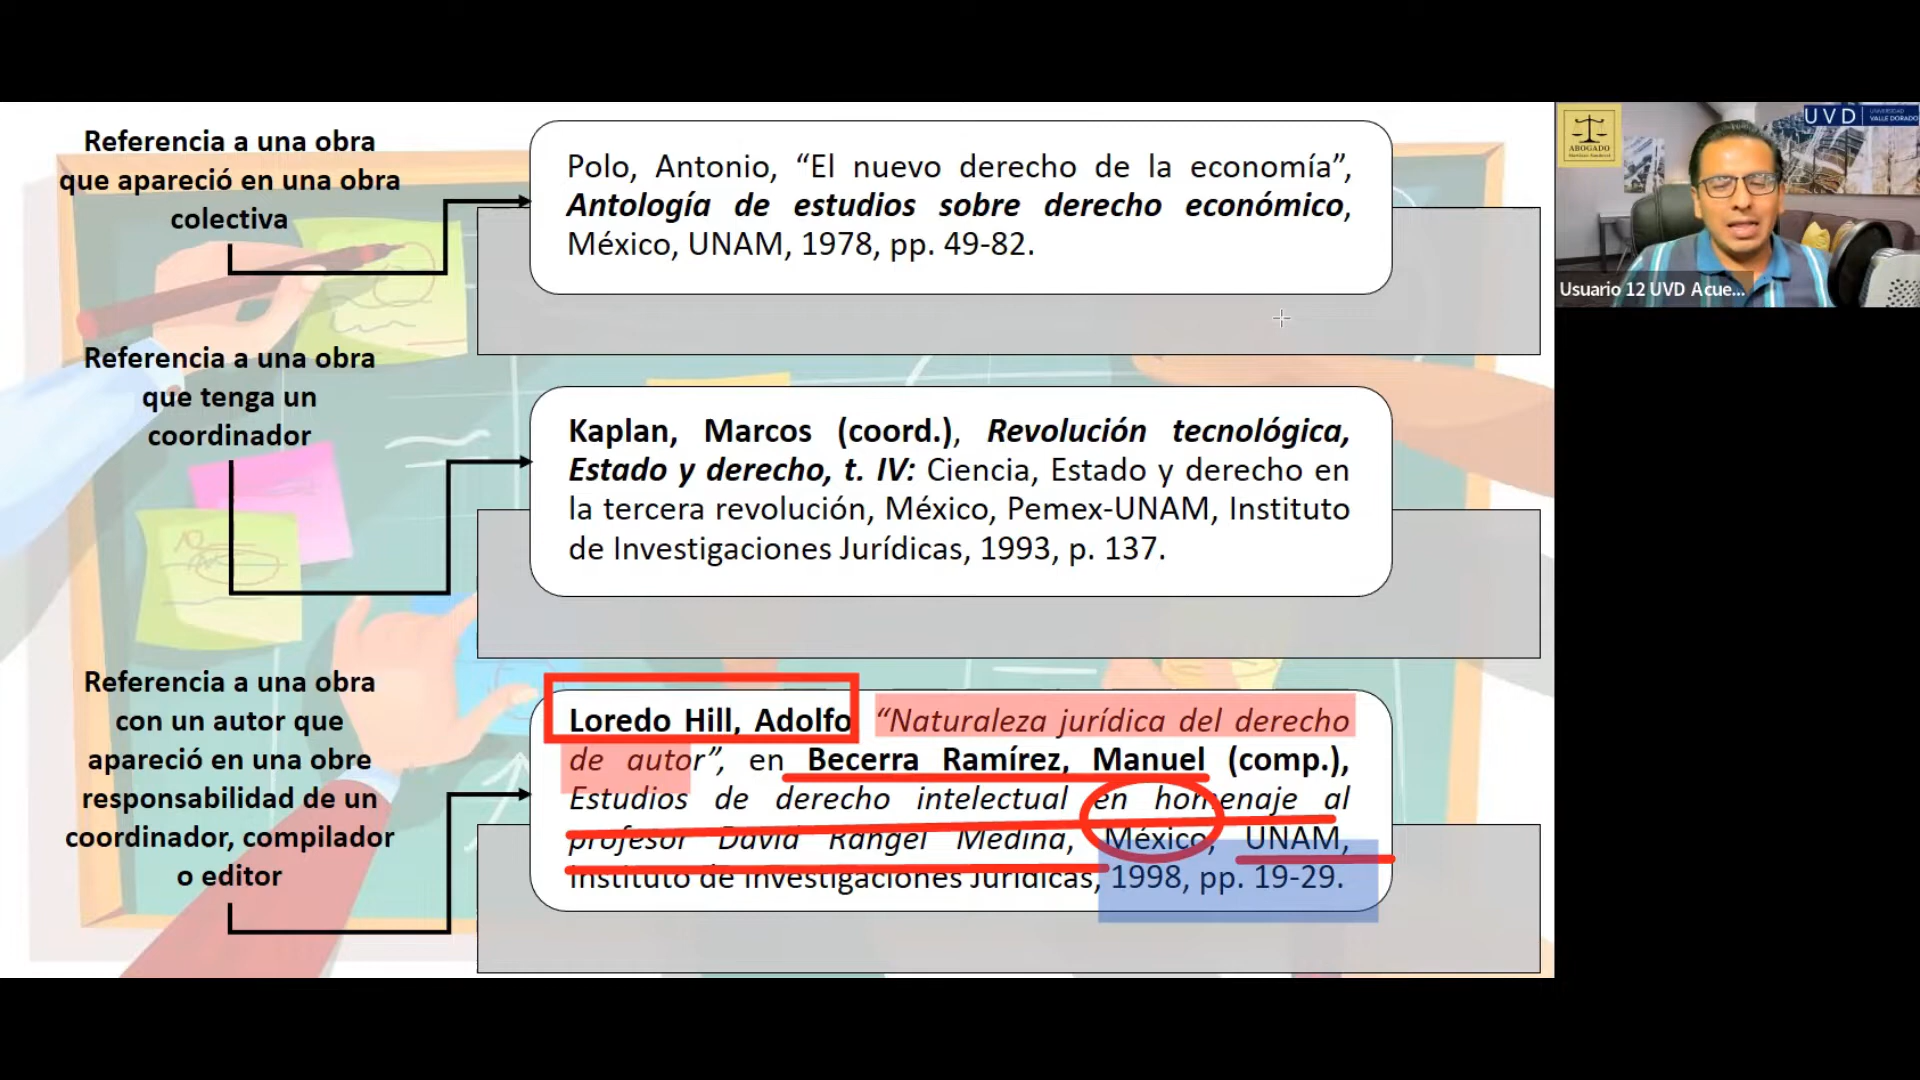 Referencia a una obra
que apareció en una obra
colectiva
Polo, Antonio, “El nuevo derecho de la economía”,
Antología de estudios sobre derecho económico,
México, UNAM, 1978, pp. 49-82.
Referencia a una obra
que tenga un
coordinador
Kaplan, Marcos (coord.), Revolución tecnológica,
Estado y derecho, t. IV: Ciencia, Estado y derecho en
la tercera revolución, México, Pemex-UNAM, Instituto
de Investigaciones Jurídicas, 1993, p. 137.
Referencia a una obra
con un autor que
apareció en una obre
responsabilidad de un
coordinador, compilador
o editor
Loredo Hill, Adolfo “Naturaleza jurídica del derecho
de autor”, en Becerra Ramírez, Manuel (comp.),
Estudios de derecho intelectual en homenaje al
profesor David Rangel Medina, México, UNAM,
Instituto de Investigaciones Jurídicas, 1998, pp. 19-29.
ABOGADO
UVD
UNIVERSIDAD
VALLE DORADO
Usuario 12 UVD Acue...